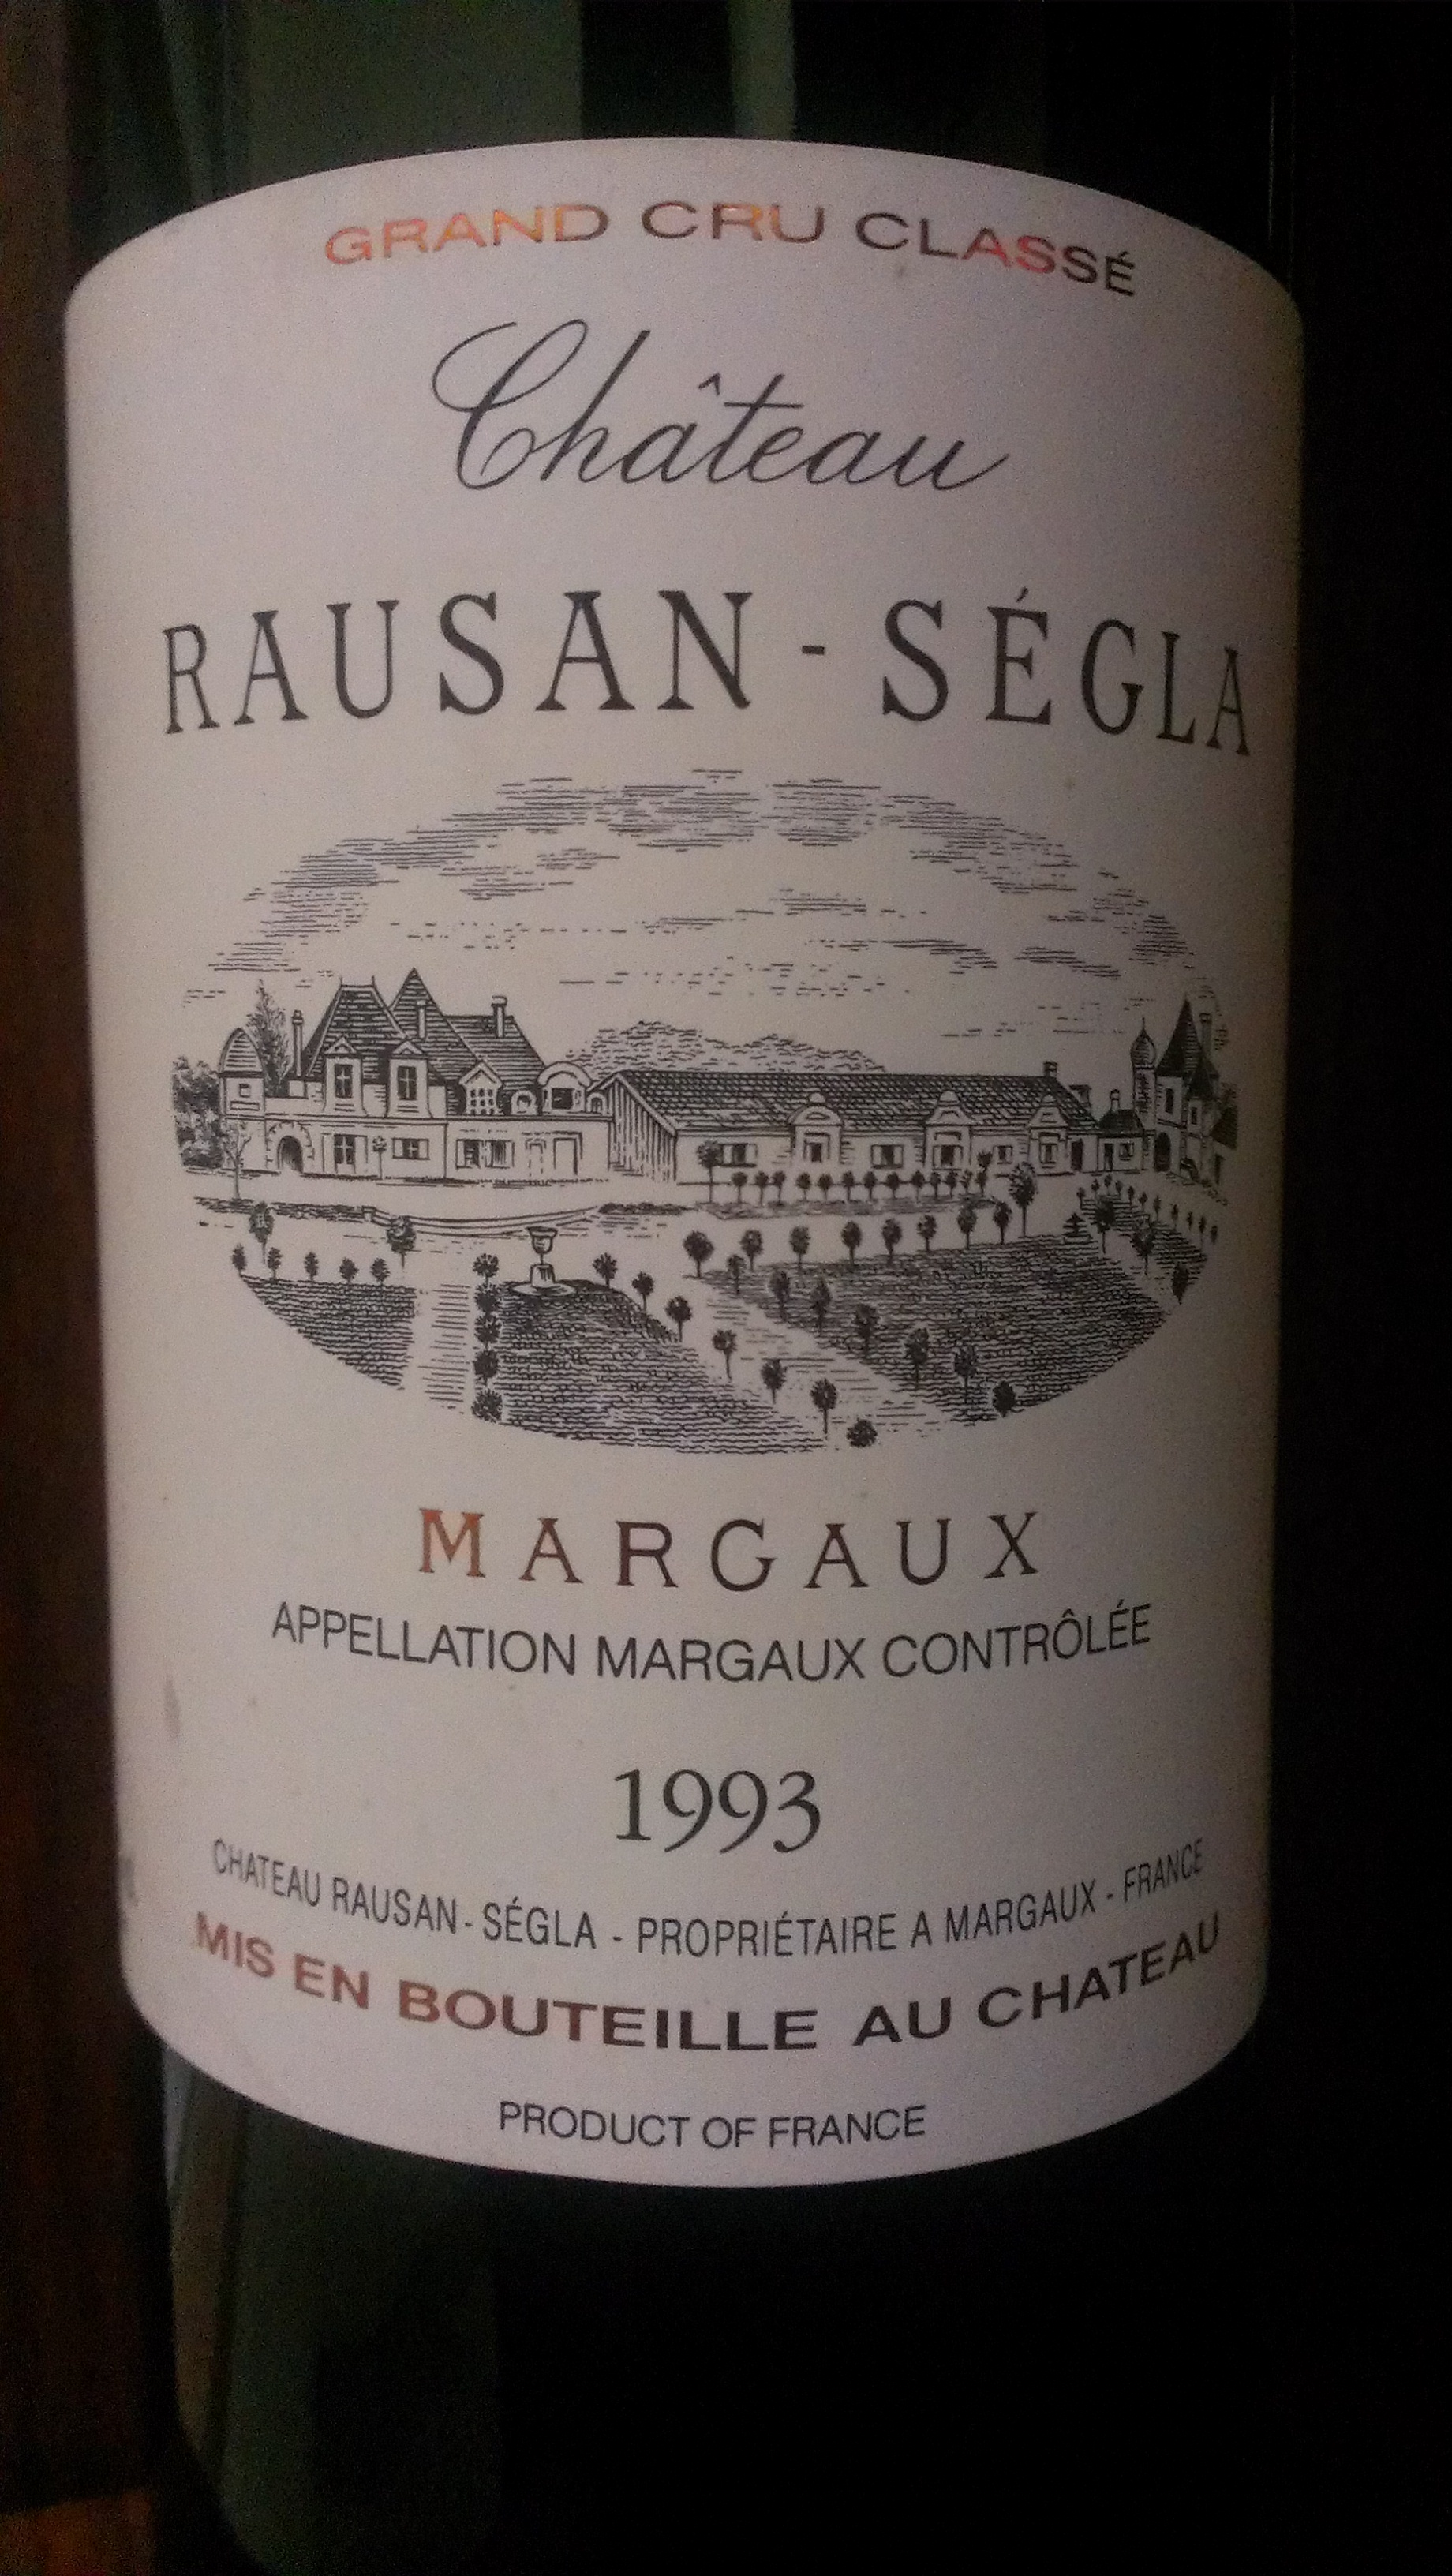 GRAND CRU CLASSÉ
Château
RAUSAN - SÉGLA
MARGAUX
APPELLATION MARGAUX CONTRÔLÉE
1993
CHATEAU RAUSAN - SÉGLA - PROPRIÉTAIRE A MARGAUX - FRANCE
MIS EN BOUTEILLE AU CHATEAU
PRODUCT OF FRANCE